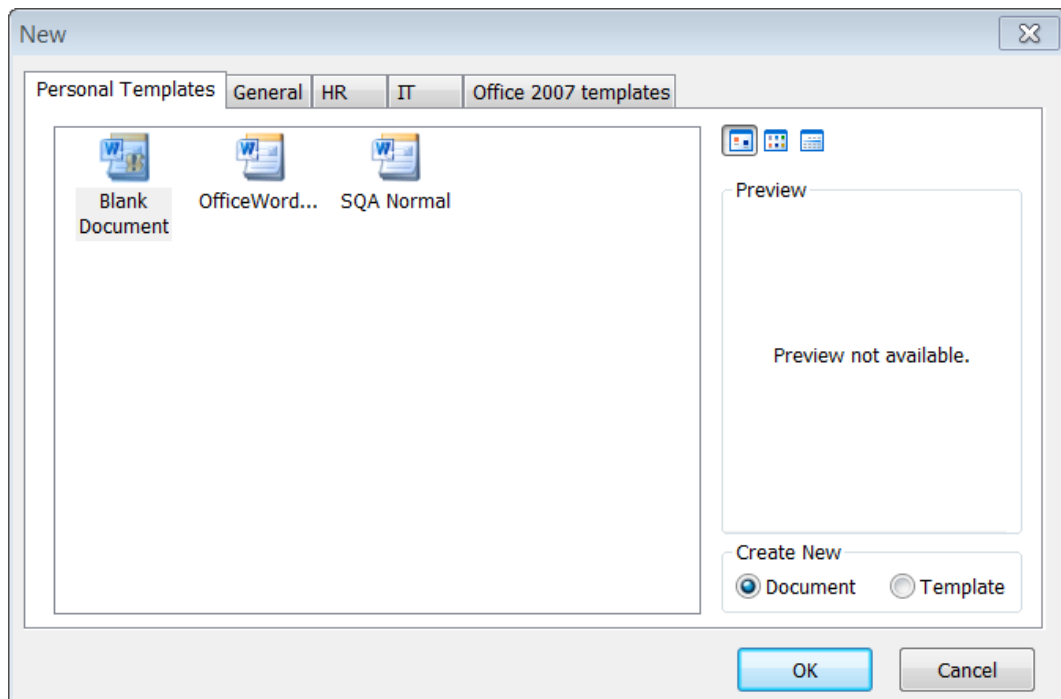 New
Personal Templates General HR IT Office 2007 templates
Blank
Document
OfficeWord...
SQA Normal
Preview
Preview not available.
Create New
Document Template
OK Cancel